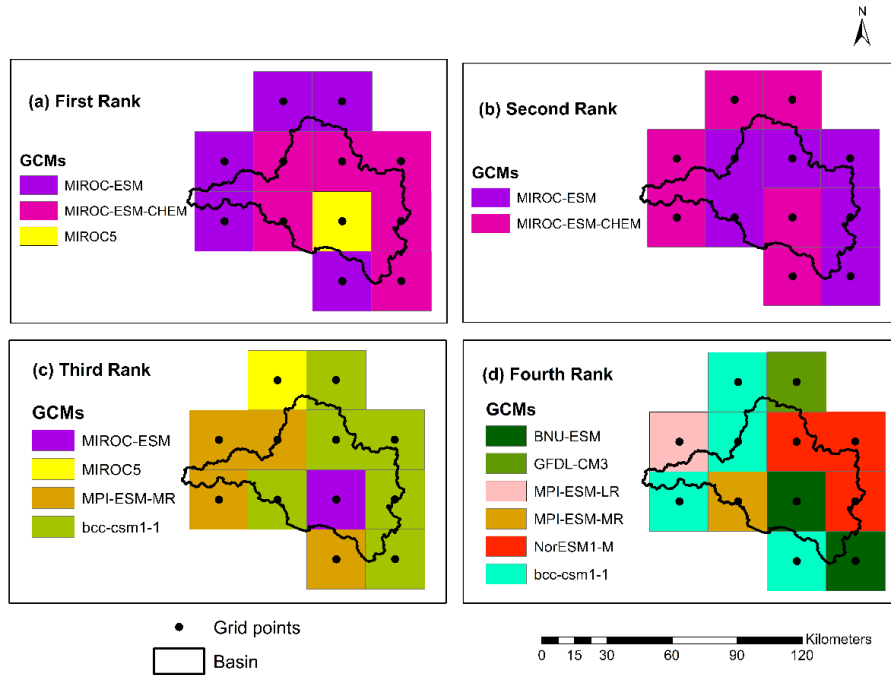 N
(a) First Rank
GCMs
MIROC-ESM
MIROC-ESM-CHEM
MIROC5
(b) Second Rank
GCMs
MIROC-ESM
MIROC-ESM-CHEM
(c) Third Rank
GCMs
MIROC-ESM
MIROC5
MPI-ESM-MR
bcc-csm1-1
(d) Fourth Rank
GCMs
BNU-ESM
GFDL-CM3
MPI-ESM-LR
MPI-ESM-MR
NorESM1-M
bcc-csm1-1
Grid points
Basin
Kilometers
0 15 30 60 90 120